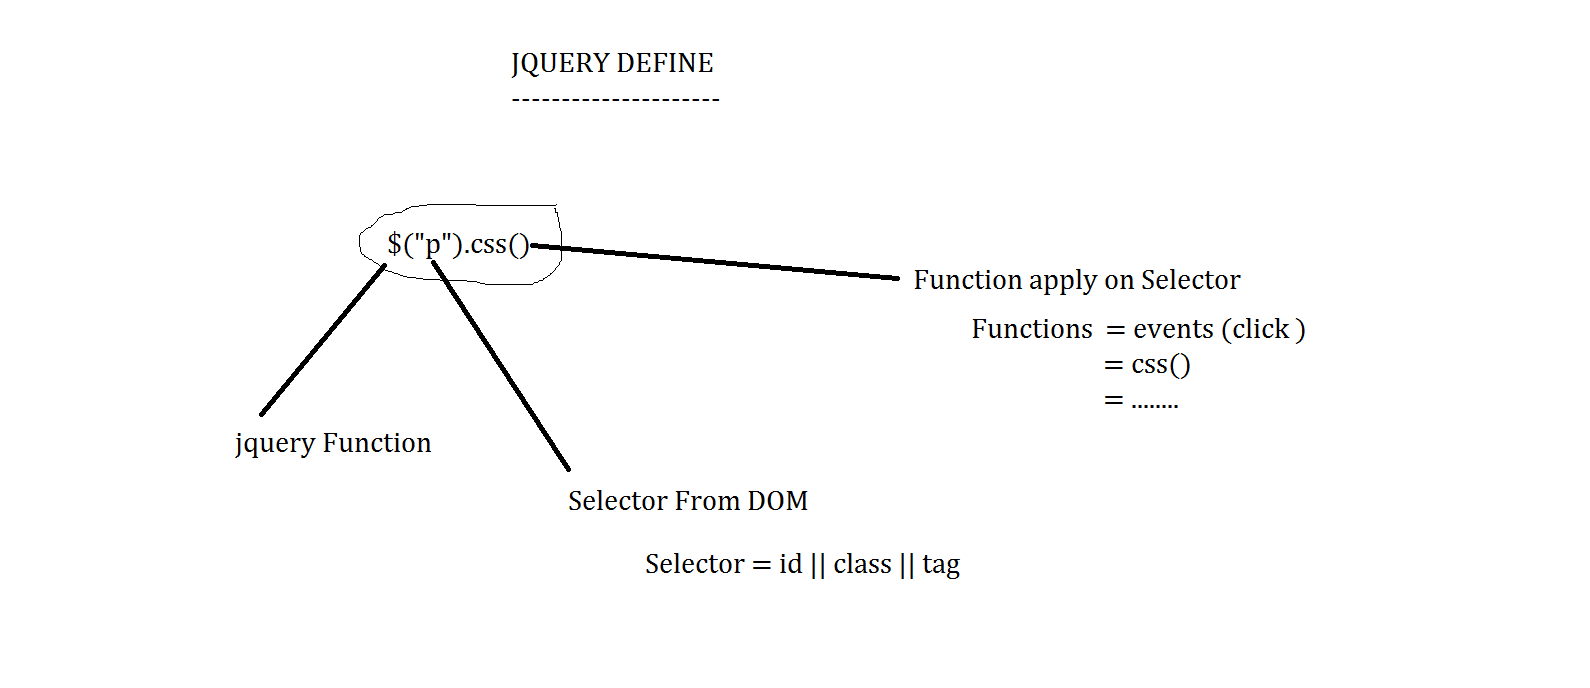 JQUERY DEFINE
---------------------
$("p").css()
Function apply on Selector
Functions = events (click )
= css()
= ........
jquery Function
Selector From DOM
Selector = id || class || tag